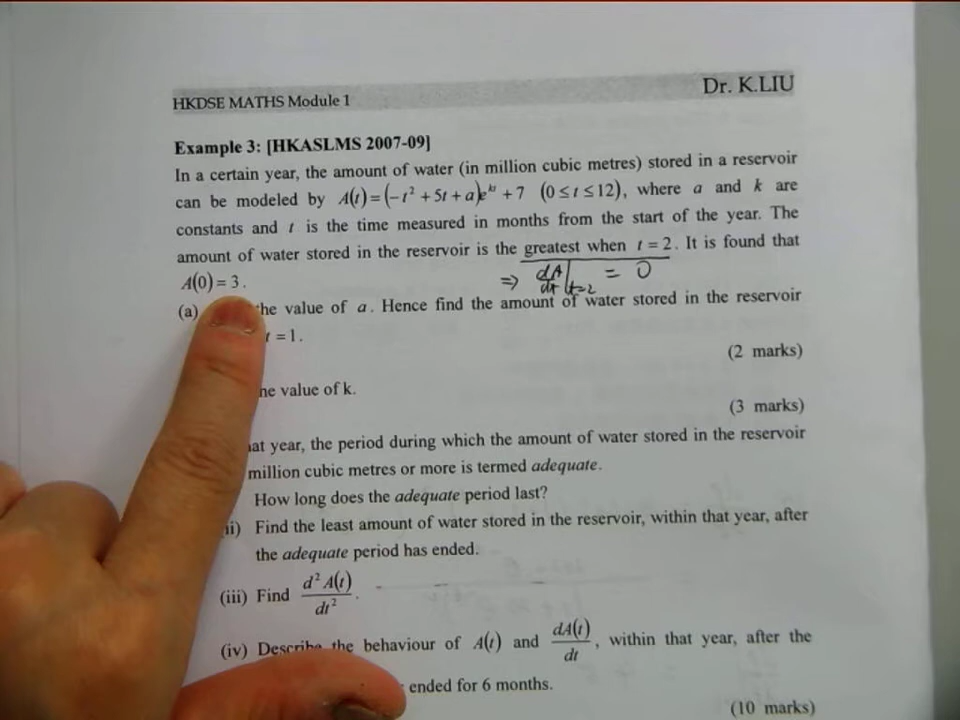 HKDSE MATHS Module 1
Dr. K.LIU
Example 3: [HKASLMS 2007-09]
In a certain year, the amount of water (in million cubic metres) stored in a reservoir
can be modeled by A(t) = (−t² + 5t + a)e^{kt} + 7 (0 ≤ t ≤ 12), where a and k are
constants and t is the time measured in months from the start of the year. The
amount of water stored in the reservoir is the greatest when t = 2. It is found that
A(0) = 3.
⇒ dA/dt|t=2 = 0
(a) the value of a. Hence find the amount of water stored in the reservoir
t = 1.
(2 marks)
value of k.
(3 marks)
year, the period during which the amount of water stored in the reservoir
million cubic metres or more is termed adequate.
How long does the adequate period last?
ii) Find the least amount of water stored in the reservoir, within that year, after
the adequate period has ended.
(iii) Find d²A(t)/dt².
(iv) Describe the behaviour of A(t) and dA(t)/dt, within that year, after the
ended for 6 months.
(10 marks)